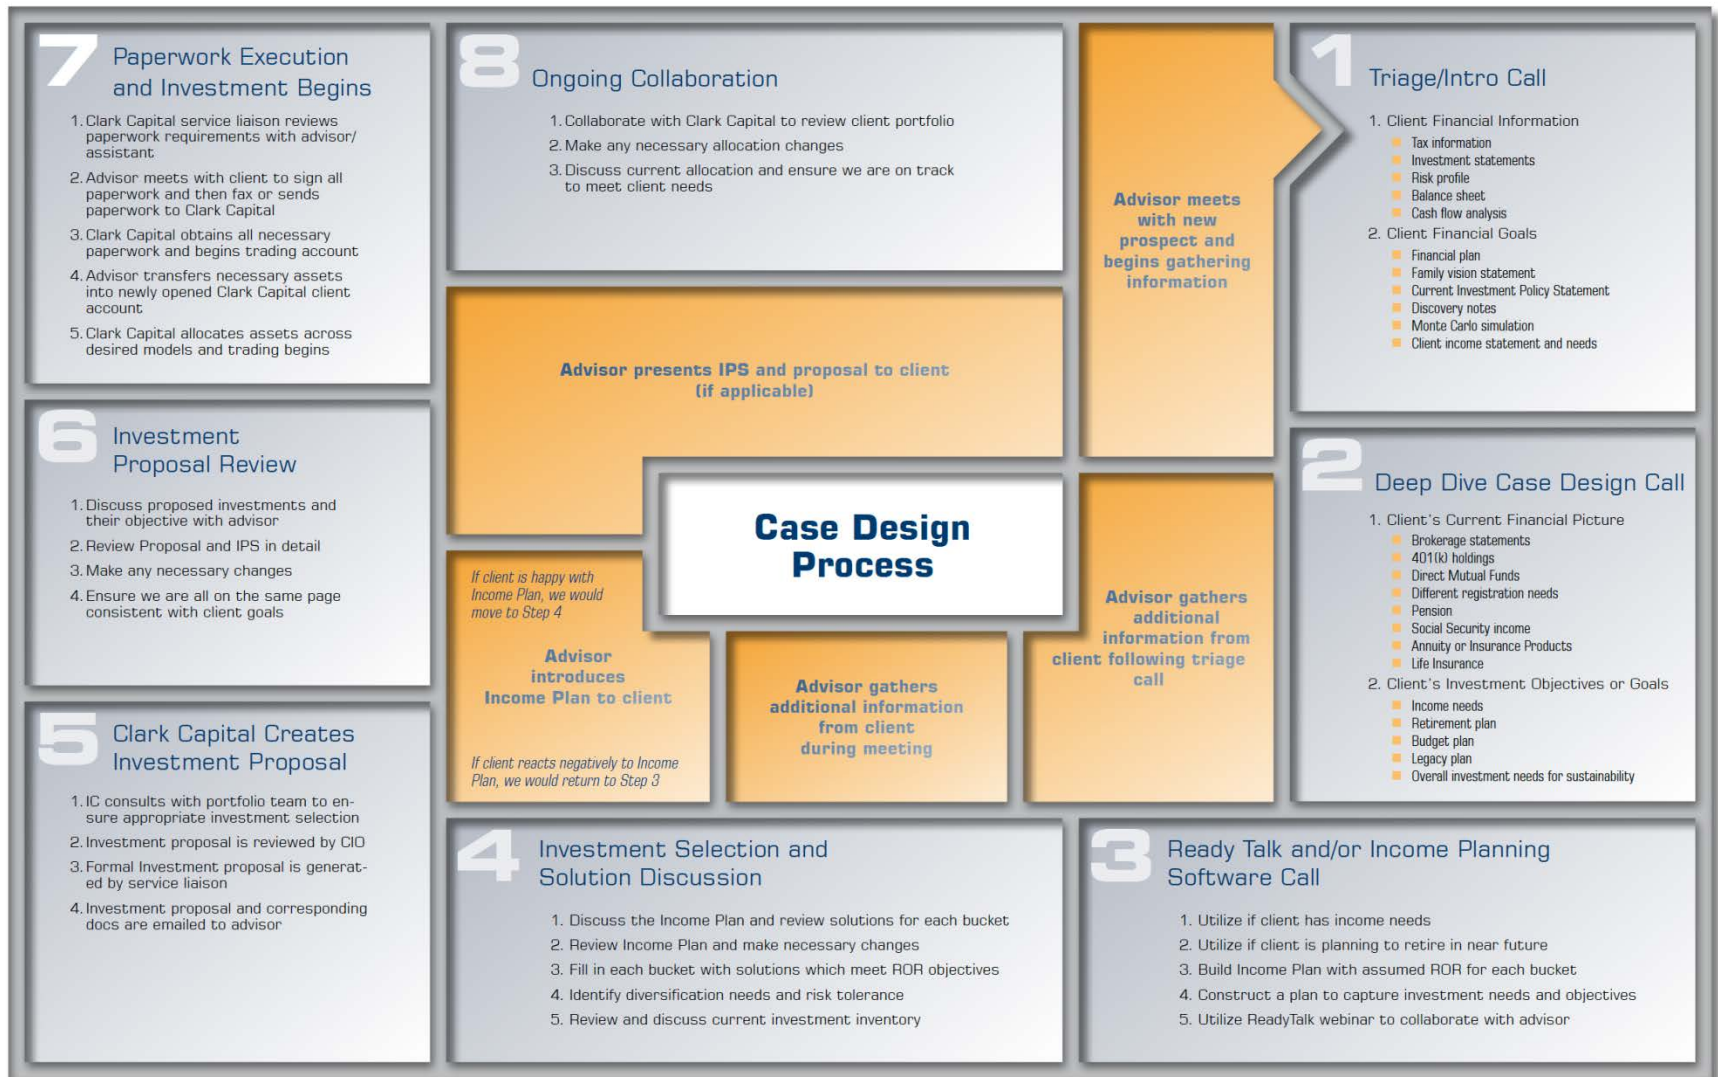 7
Paperwork Execution
and Investment Begins
1. Clark Capital service liaison reviews
paperwork requirements with advisor/
assistant
2. Advisor meets with client to sign all
paperwork and then fax or sends
paperwork to Clark Capital
3. Clark Capital obtains all necessary
paperwork and begins trading account
4. Advisor transfers necessary assets
into newly opened Clark Capital client
account
5. Clark Capital allocates assets across
desired models and trading begins
8
Ongoing Collaboration
1. Collaborate with Clark Capital to review client portfolio
2. Make any necessary allocation changes
3. Discuss current allocation and ensure we are on track
to meet client needs
Advisor meets
with new
prospect and
begins gathering
information
1
Triage/Intro Call
1. Client Financial Information
Tax information
Investment statements
Risk profile
Balance sheet
Cash flow analysis
2. Client Financial Goals
Financial plan
Family vision statement
Current Investment Policy Statement
Discovery notes
Monte Carlo simulation
Client income statement and needs
Advisor presents IPS and proposal to client
(if applicable)
6
Investment
Proposal Review
1. Discuss proposed investments and
their objective with advisor
2. Review Proposal and IPS in detail
3. Make any necessary changes
4. Ensure we are all on the same page
consistent with client goals
Case Design
Process
2
Deep Dive Case Design Call
1. Client's Current Financial Picture
Brokerage statements
401(k) holdings
Direct Mutual Funds
Different registration needs
Pension
Social Security income
Annuity or Insurance Products
Life Insurance
2. Client's Investment Objectives or Goals
Income needs
Retirement plan
Budget plan
Legacy plan
Overall investment needs for sustainability
If client is happy with
Income Plan, we would
move to Step 4
Advisor
introduces
Income Plan to client
If client reacts negatively to Income
Plan, we would return to Step 3
Advisor gathers
additional information
from client
during meeting
Advisor gathers
additional
information from
client following triage
call
5
Clark Capital Creates
Investment Proposal
1. IC consults with portfolio team to en-
sure appropriate investment selection
2. Investment proposal is reviewed by CIO
3. Formal Investment proposal is generat-
ed by service liaison
4. Investment proposal and corresponding
docs are emailed to advisor
4
Investment Selection and
Solution Discussion
1. Discuss the Income Plan and review solutions for each bucket
2. Review Income Plan and make necessary changes
3. Fill in each bucket with solutions which meet ROR objectives
4. Identify diversification needs and risk tolerance
5. Review and discuss current investment inventory
3
Ready Talk and/or Income Planning
Software Call
1. Utilize if client has income needs
2. Utilize if client is planning to retire in near future
3. Build Income Plan with assumed ROR for each bucket
4. Construct a plan to capture investment needs and objectives
5. Utilize ReadyTalk webinar to collaborate with advisor